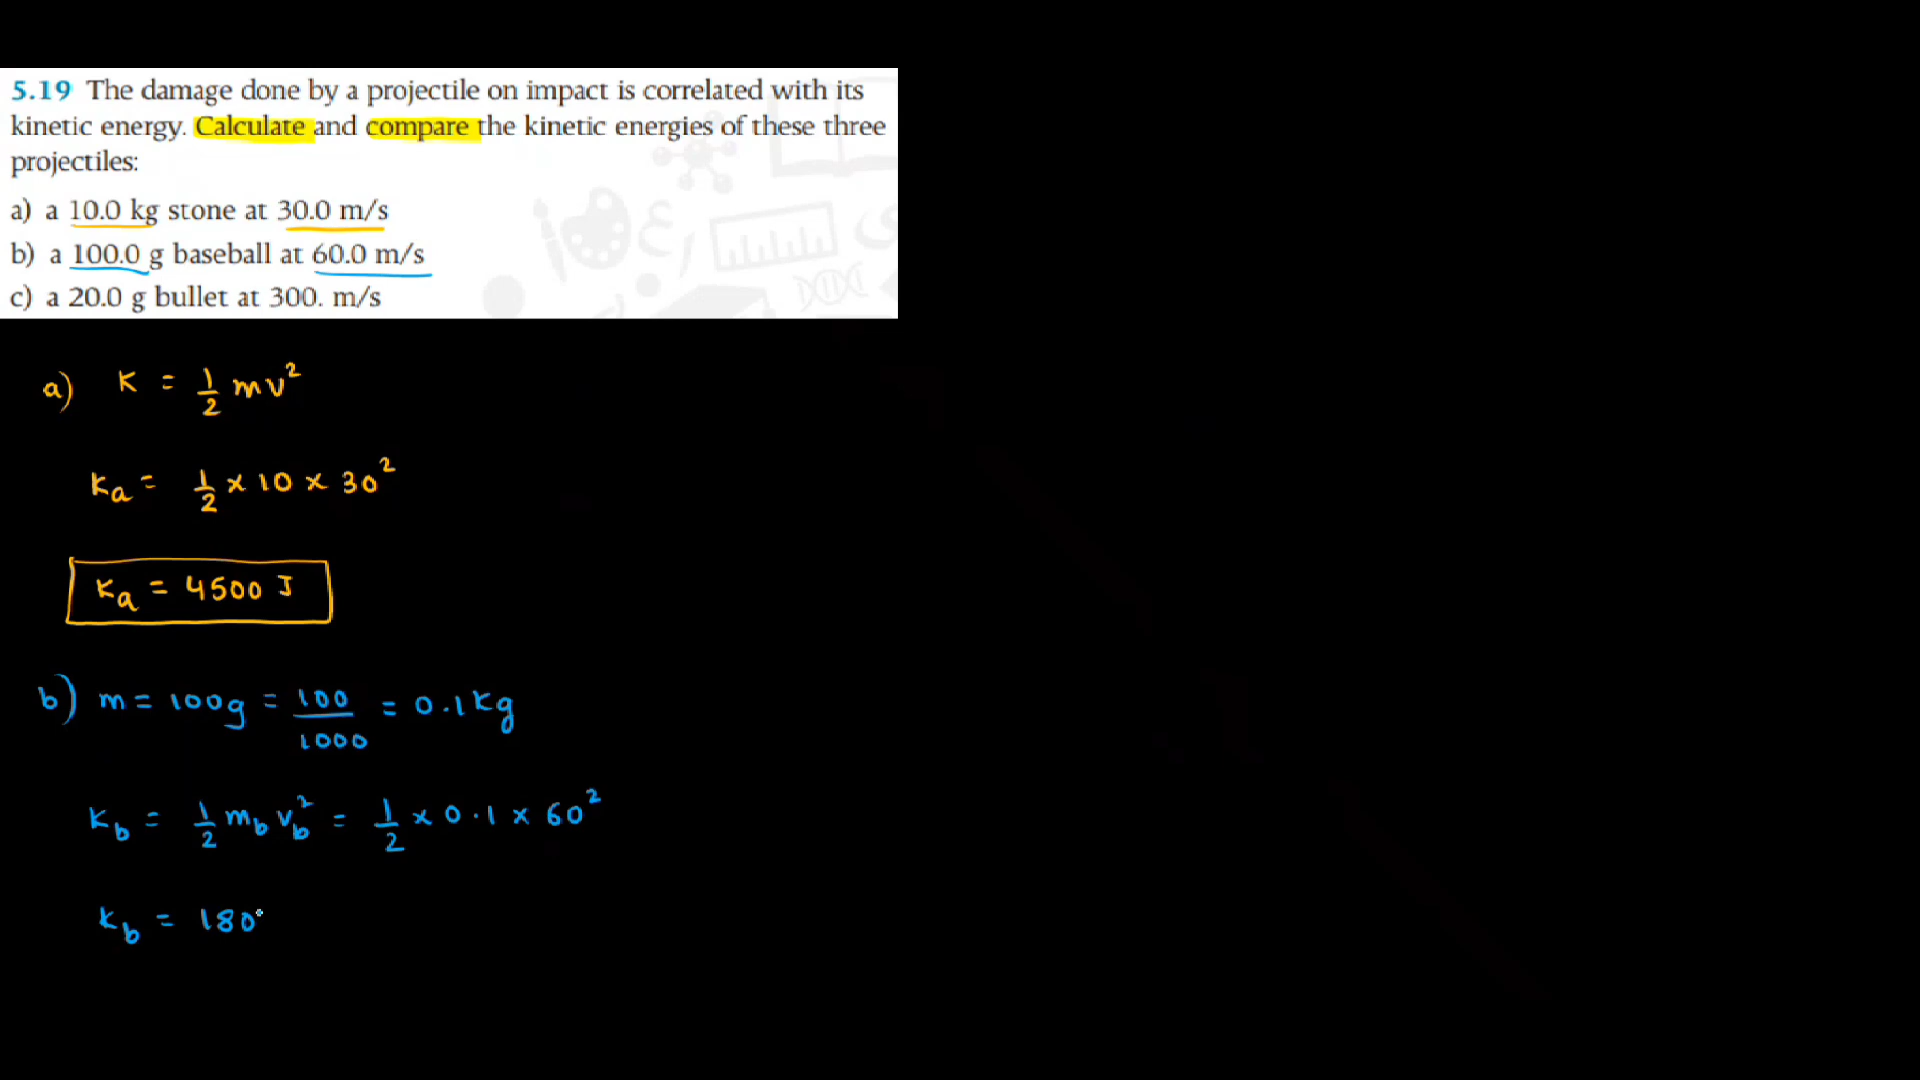 5.19 The damage done by a projectile on impact is correlated with its
kinetic energy. Calculate and compare the kinetic energies of these three
projectiles:
a) a 10.0 kg stone at 30.0 m/s
b) a 100.0 g baseball at 60.0 m/s
c) a 20.0 g bullet at 300. m/s
a) K = 1/2 mv²
Ka = 1/2 × 10 × 30²
Ka = 4500 J
b) m = 100g = 100/1000 = 0.1kg
Kb = 1/2 mb vb² = 1/2 × 0.1 × 60²
Kb = 180